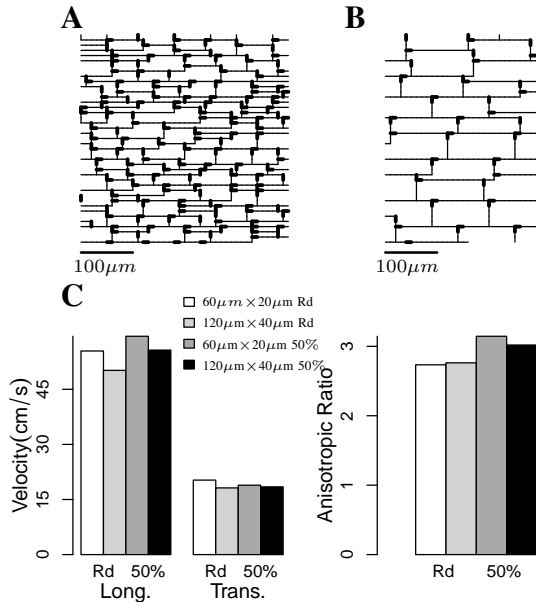 A
B
100μm
100μm
C
60μm×20μm Rd
120μm×40μm Rd
60μm×20μm 50%
120μm×40μm 50%
Velocity(cm/s)
45
30
15
0
Rd 50% Rd 50%
Long. Trans.
Anisotropic Ratio
3
2
1
0
Rd 50%